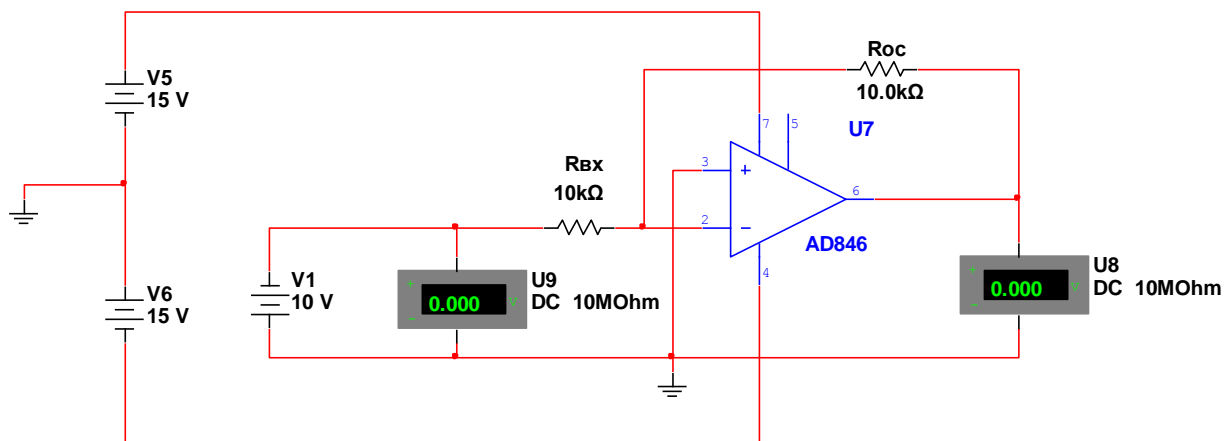 Rос
10.0kΩ
V5
15 V
7
5
U7
Rвх
10kΩ
3
+
6
2
−
AD846
4
V6
15 V
V1
10 V
+
0.000
V
−
U9
DC 10MOhm
+
0.000
V
−
U8
DC 10MOhm